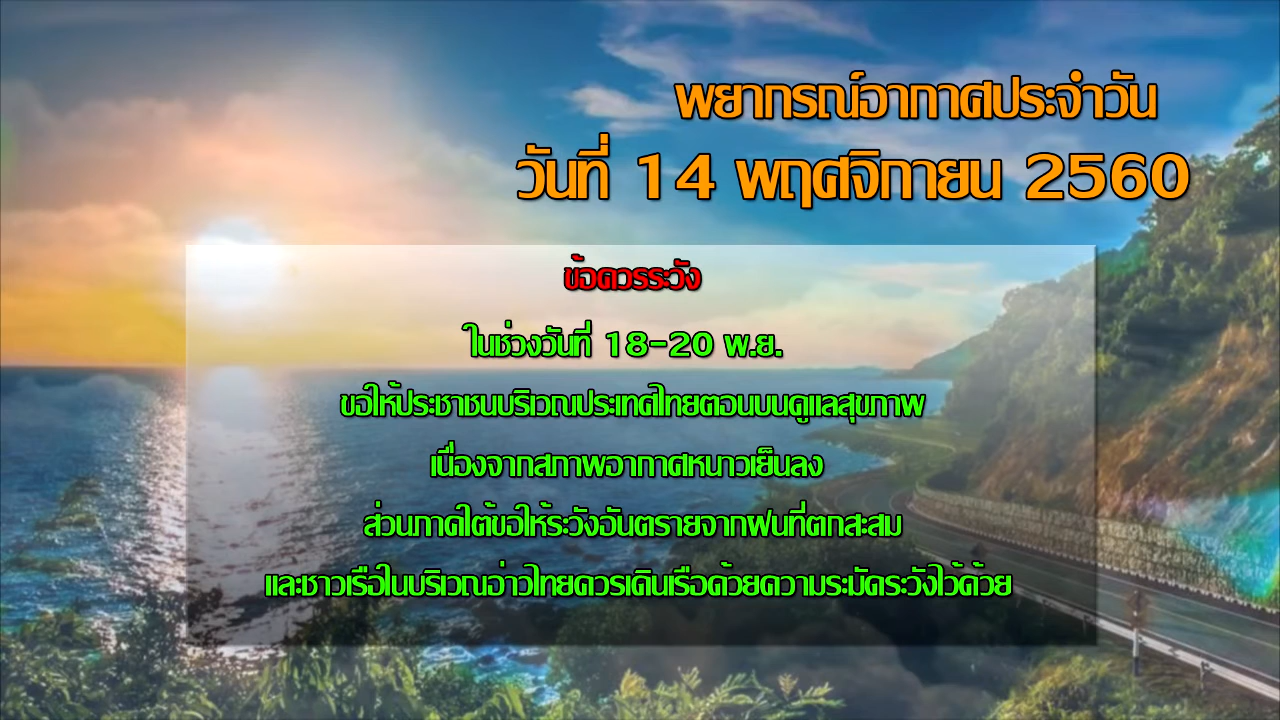 พยากรณ์อากาศประจำวัน
วันที่ 14 พฤศจิกายน 2560
ข้อควรระวัง
ในช่วงวันที่ 18-20 พ.ย.
ขอให้ประชาชนบริเวณประเทศไทยตอนบนดูแลสุขภาพ
เนื่องจากสภาพอากาศหนาวเย็นลง
ส่วนภาคใต้ขอให้ระวังอันตรายจากฝนที่ตกสะสม
และชาวเรือในบริเวณอ่าวไทยควรเดินเรือด้วยความระมัดระวังไว้ด้วย